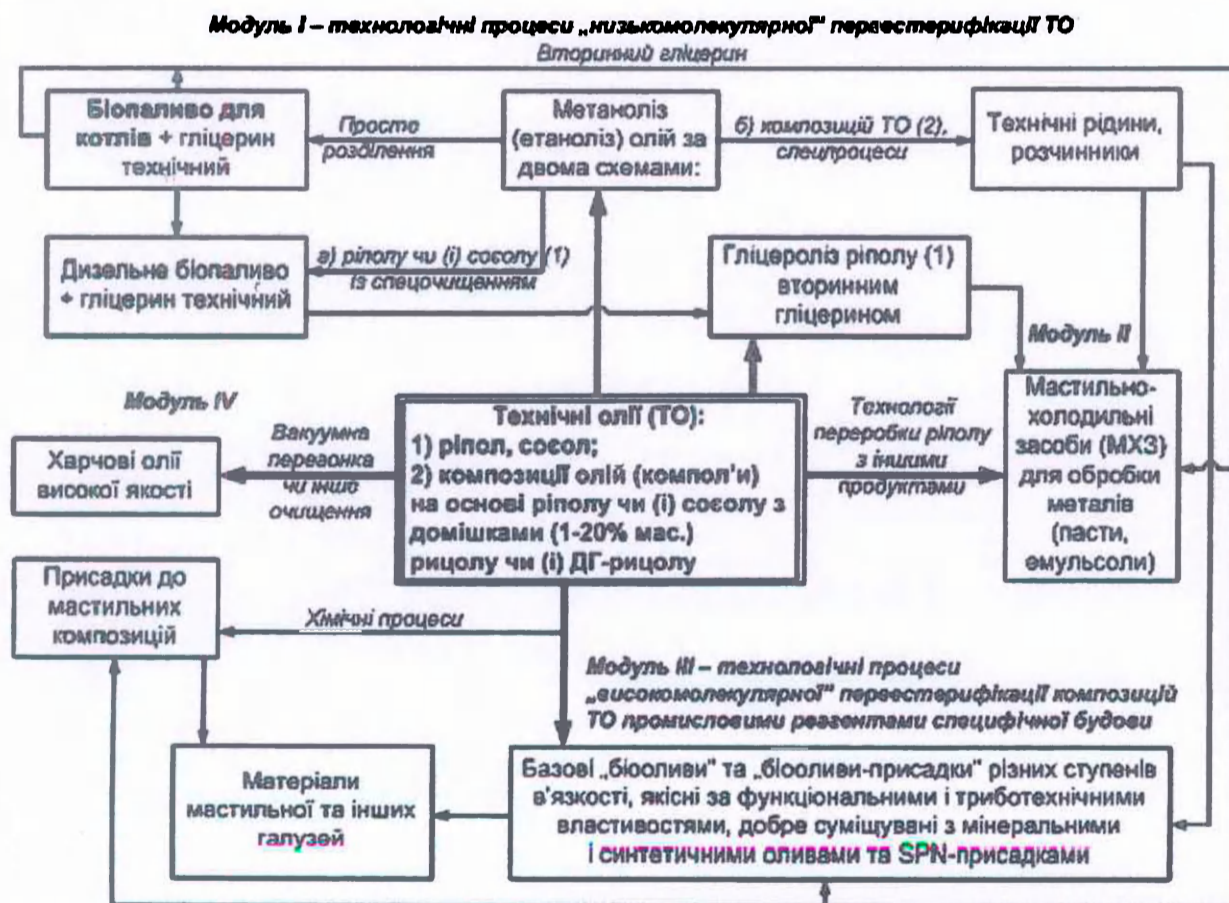 Модуль I – технологічні процеси „низькомолекулярної" переестерифікації ТО
Вторинний гліцерин
Біопаливо для
котлів + гліцерин
технічний
Просте
розділення
Метаноліз
(етаноліз) олій за
двома схемами:
б) композицій ТО (2),
спецпроцеси
Технічні рідини,
розчинники
Дизельне біопаливо
+ гліцерин технічний
а) ріполу чи (і) соєолу (1)
із спецочищенням
Гліцероліз ріполу (1)
вторинним
гліцерином
Модуль II
Модуль IV
Харчові олії
високої якості
Вакуумна
перегонка
чи інше
очищення
Технічні олії (ТО):
1) ріпол, соєол;
2) композиції олій (компол'и)
на основі ріполу чи (і) соєолу з
домішками (1-20% мас.)
рицолу чи (і) ДГ-рицолу
Технології
переробки ріполу
з іншими
продуктами
Мастильно-
холодильні
засоби (МХЗ}
для обробки
металів
(пасти,
емульсоли)
Присадки до
мастильних
композицій
Хімічні процеси
Модуль III – технологічні процеси
„високомолекулярної" переестерифікації композицій
ТО промисловими реагентами специфічної будови
Матеріали
мастильної та інших
галузей
Базові „біооливи" та „біооливи-присадки" різних ступенів
в'язкості, якісні за функціональними і триботехнічними
властивостями, добре суміщувані з мінеральними
і синтетичними оливами та SPN-присадками